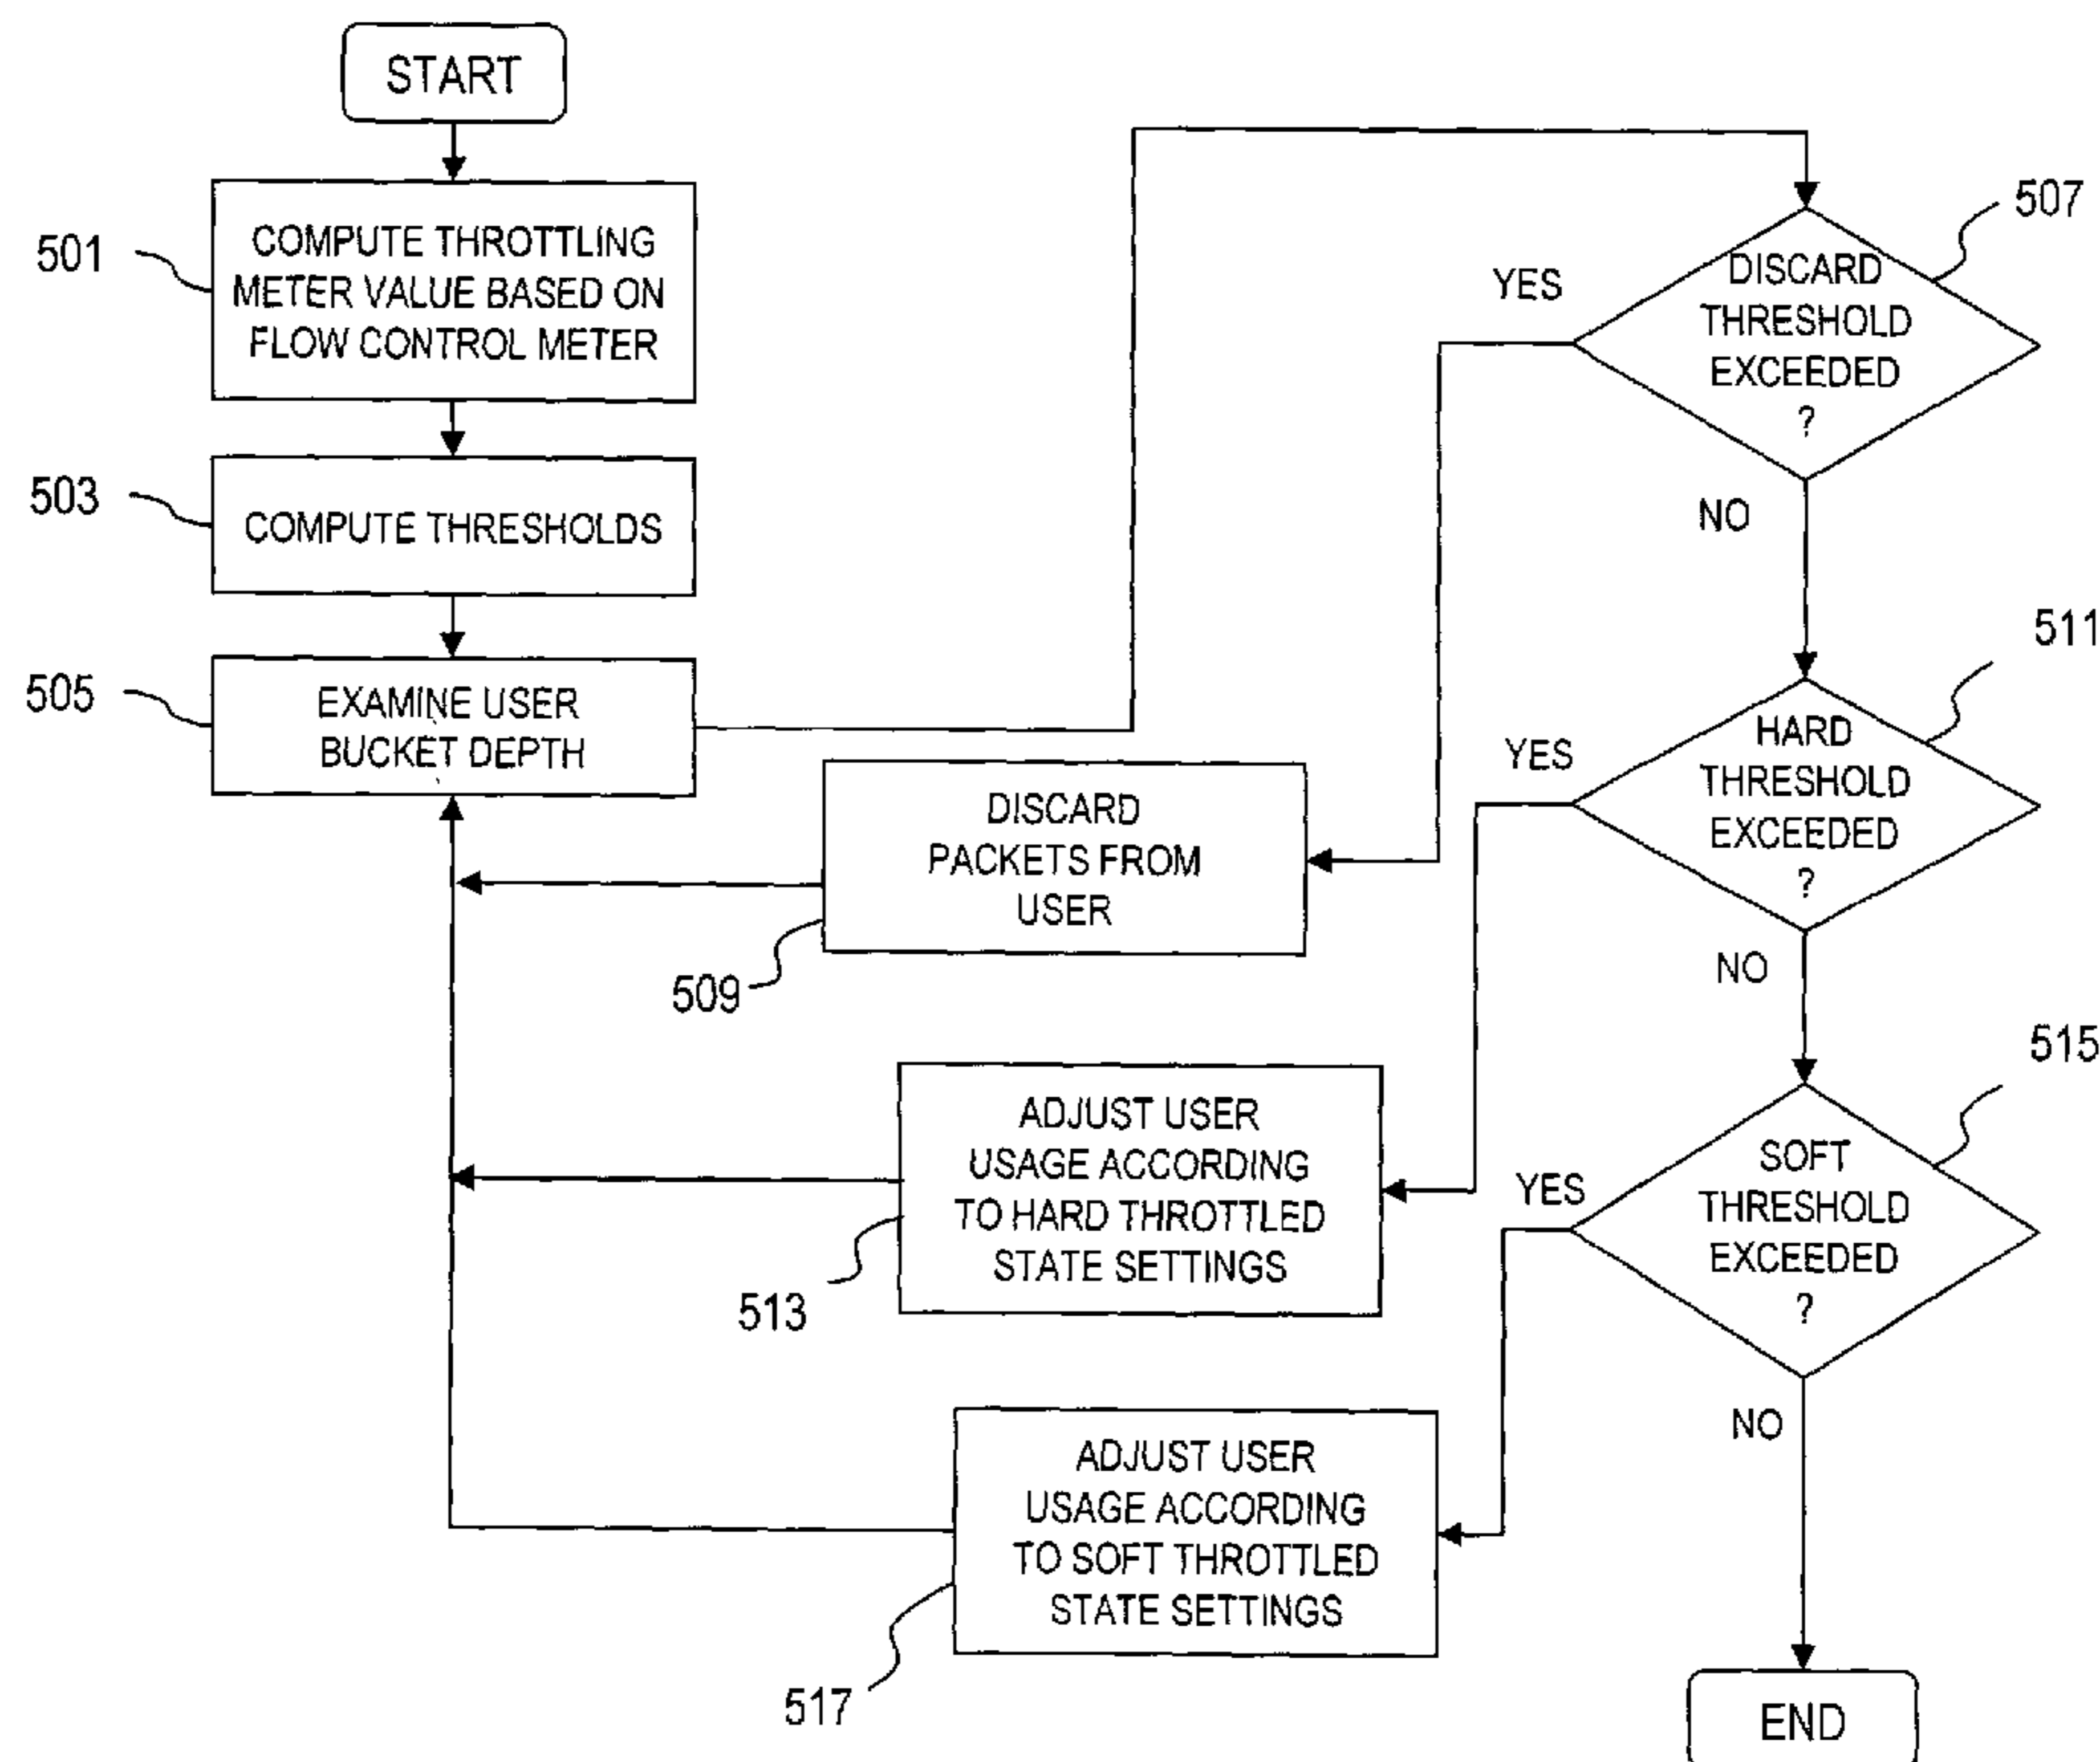 START
501
COMPUTE THROTTLING
METER VALUE BASED ON
FLOW CONTROL METER
503
COMPUTE THRESHOLDS
505
EXAMINE USER
BUCKET DEPTH
507
DISCARD
THRESHOLD
EXCEEDED
?
YES
NO
DISCARD
PACKETS FROM
USER
509
511
HARD
THRESHOLD
EXCEEDED
?
YES
NO
ADJUST USER
USAGE ACCORDING
TO HARD THROTTLED
STATE SETTINGS
513
515
SOFT
THRESHOLD
EXCEEDED
?
YES
NO
ADJUST USER
USAGE ACCORDING
TO SOFT THROTTLED
STATE SETTINGS
517
END